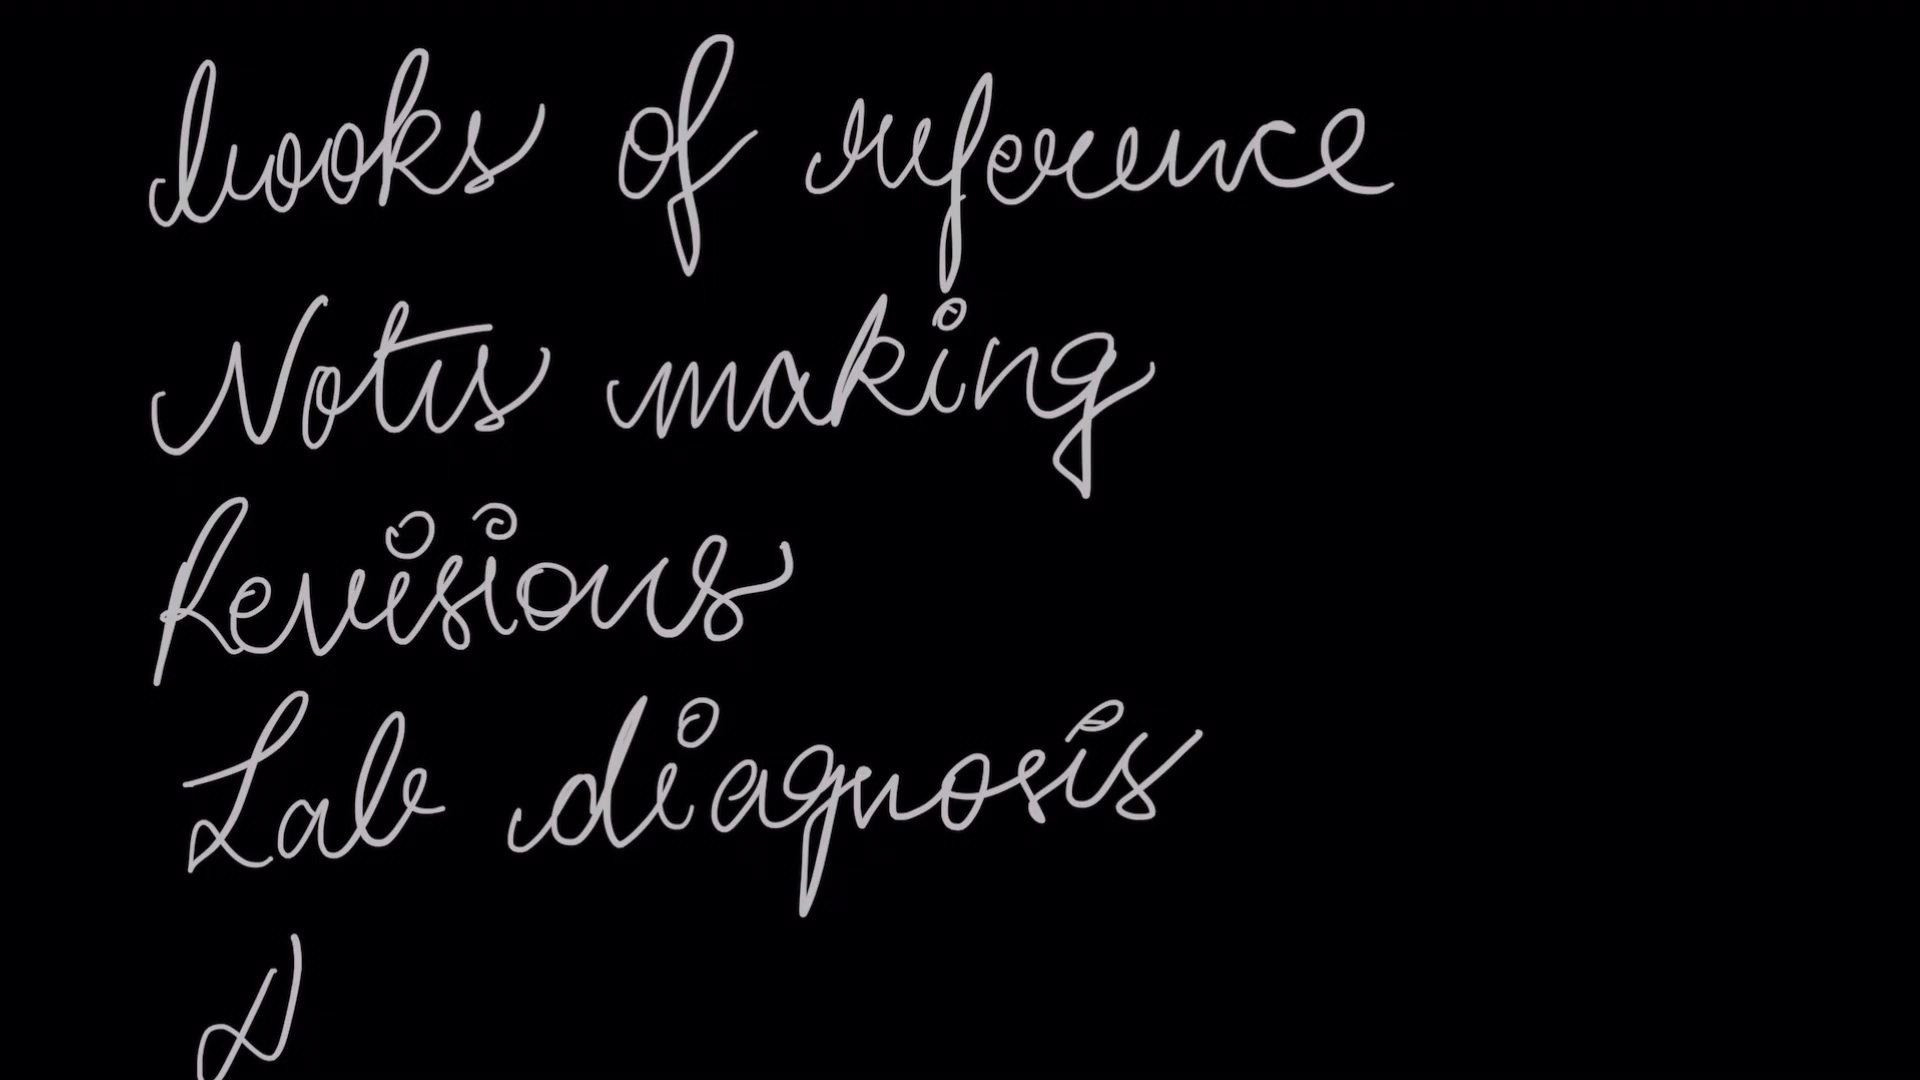 books of reference
Notes making
Revisions
Lab diagnosis